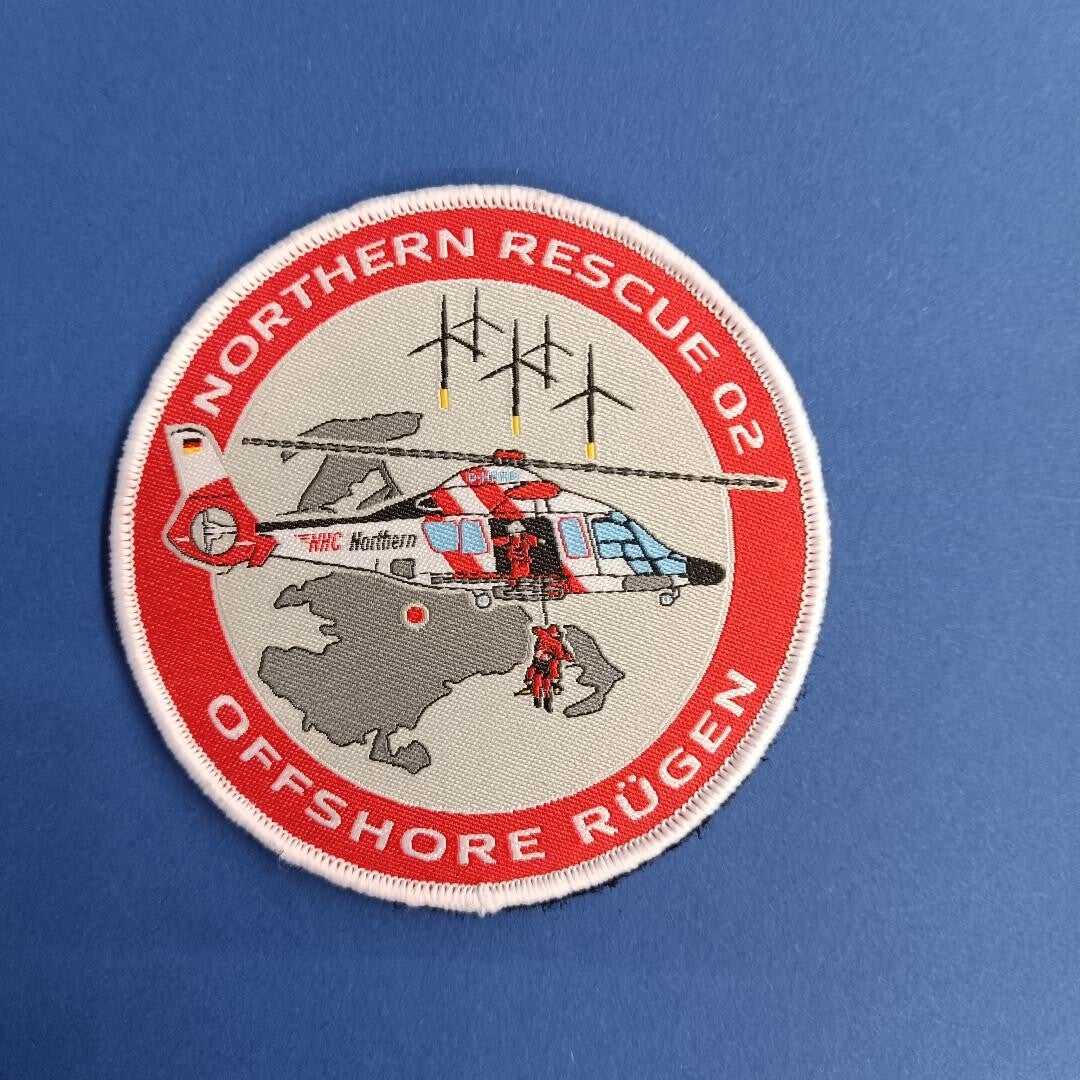 NORTHERN RESCUE 02
NHC Northern
OFFSHORE RÜGEN